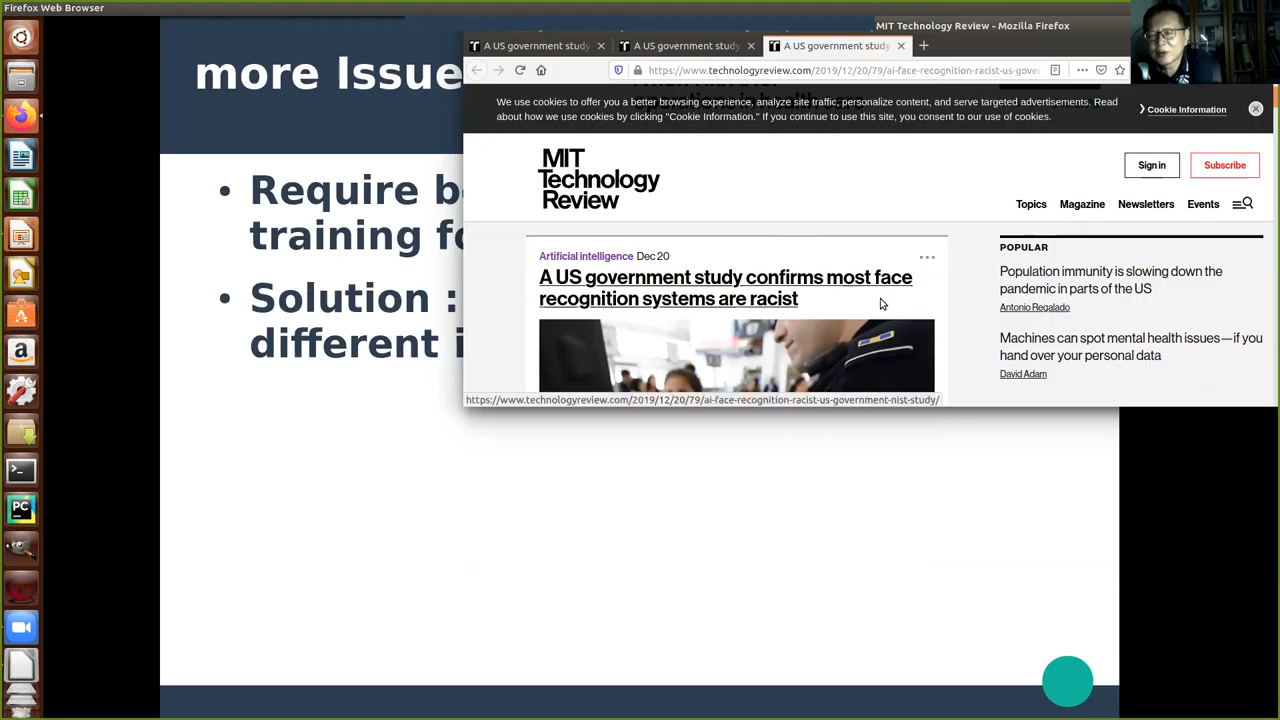 Firefox Web Browser
MIT Technology Review - Mozilla Firefox
A US government study
A US government study
A US government study
https://www.technologyreview.com/2019/12/20/79/ai-face-recognition-racist-us-gover
We use cookies to offer you a better browsing experience, analyze site traffic, personalize content, and serve targeted advertisements. Read
about how we use cookies by clicking "Cookie Information." If you continue to use this site, you consent to our use of cookies.
Cookie Information
MIT
Technology
Review
Sign in
Subscribe
Topics
Magazine
Newsletters
Events
Artificial intelligence Dec 20
A US government study confirms most face
recognition systems are racist
POPULAR
Population immunity is slowing down the
pandemic in parts of the US
Antonio Regalado
Machines can spot mental health issues—if you
hand over your personal data
David Adam
https://www.technologyreview.com/2019/12/20/79/ai-face-recognition-racist-us-government-nist-study/
more Issue
• Require b
training fo
• Solution :
different i
PC
a